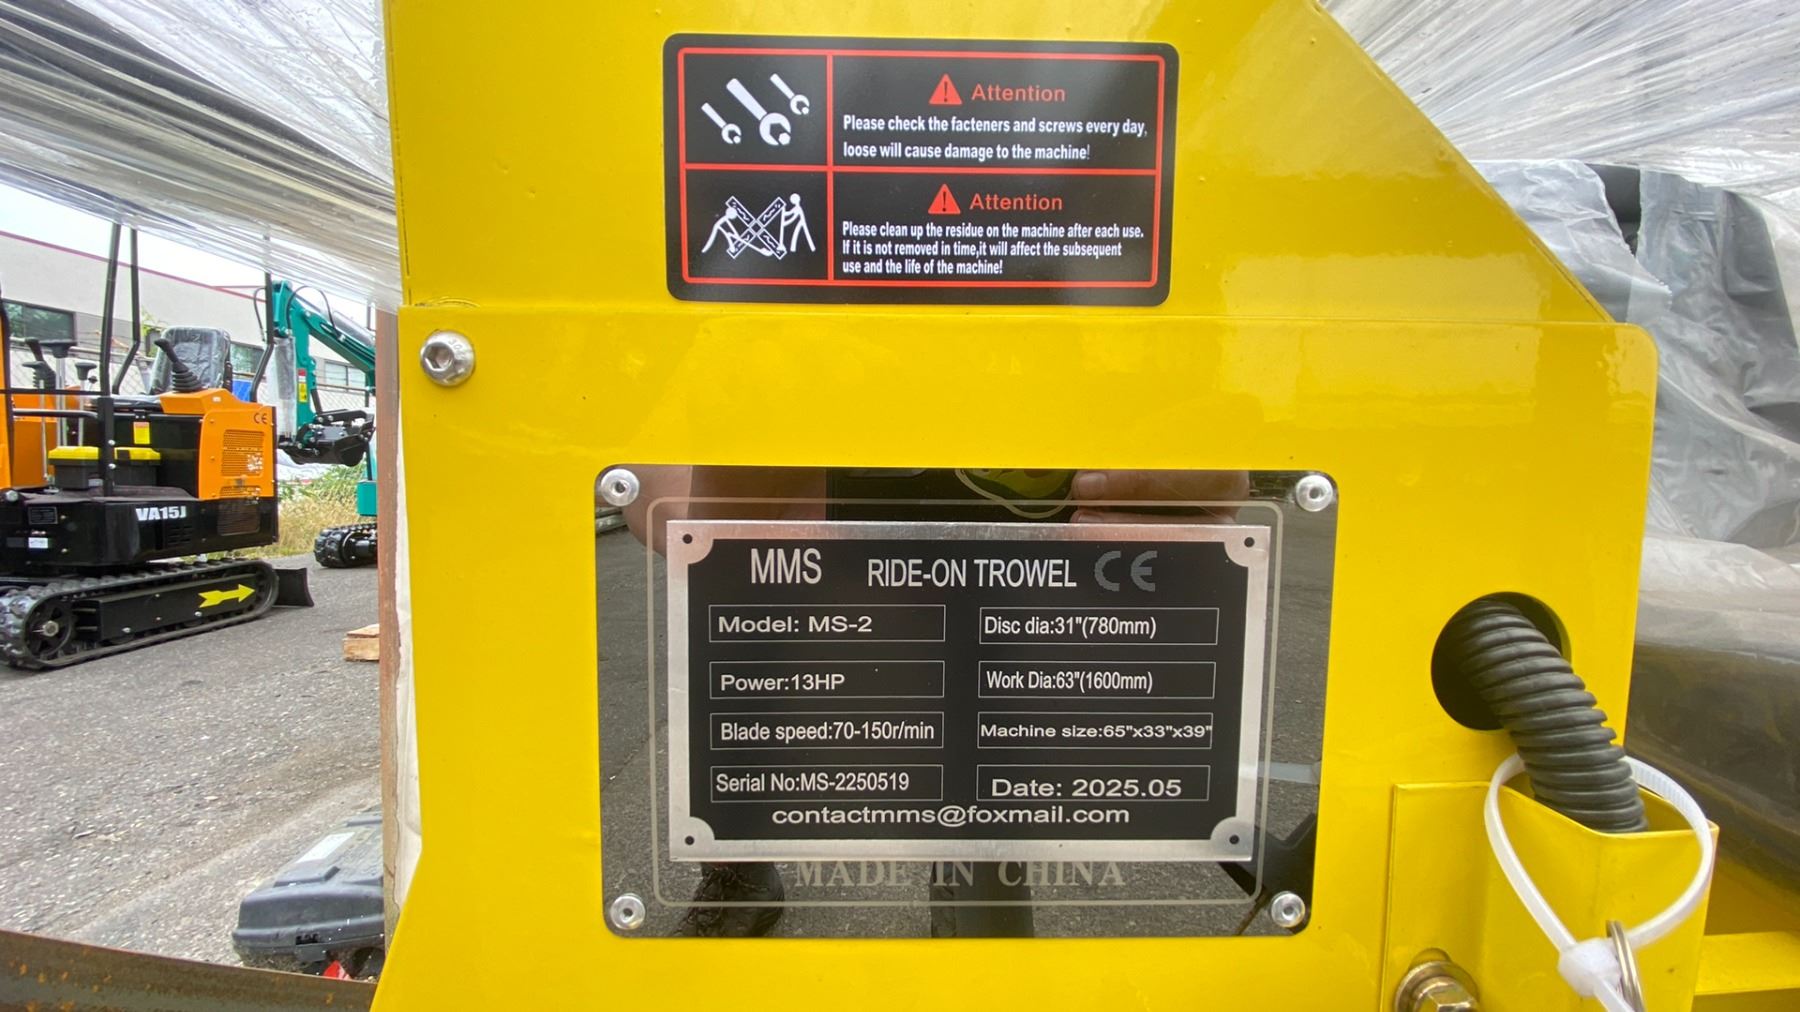 Attention
Please check the facteners and screws every day,
loose will cause damage to the machine!
Attention
Please clean up the residue on the machine after each use.
If it is not removed in time,it will affect the subsequent
use and the life of the machine!
MMS RIDE-ON TROWEL CE
Model: MS-2
Disc dia:31"(780mm)
Power:13HP
Work Dia:63"(1600mm)
Blade speed:70-150r/min
Machine size:65"x33"x39"
Serial No:MS-2250519
Date: 2025.05
contactmms@foxmail.com
MADE IN CHINA
VA15J
CE